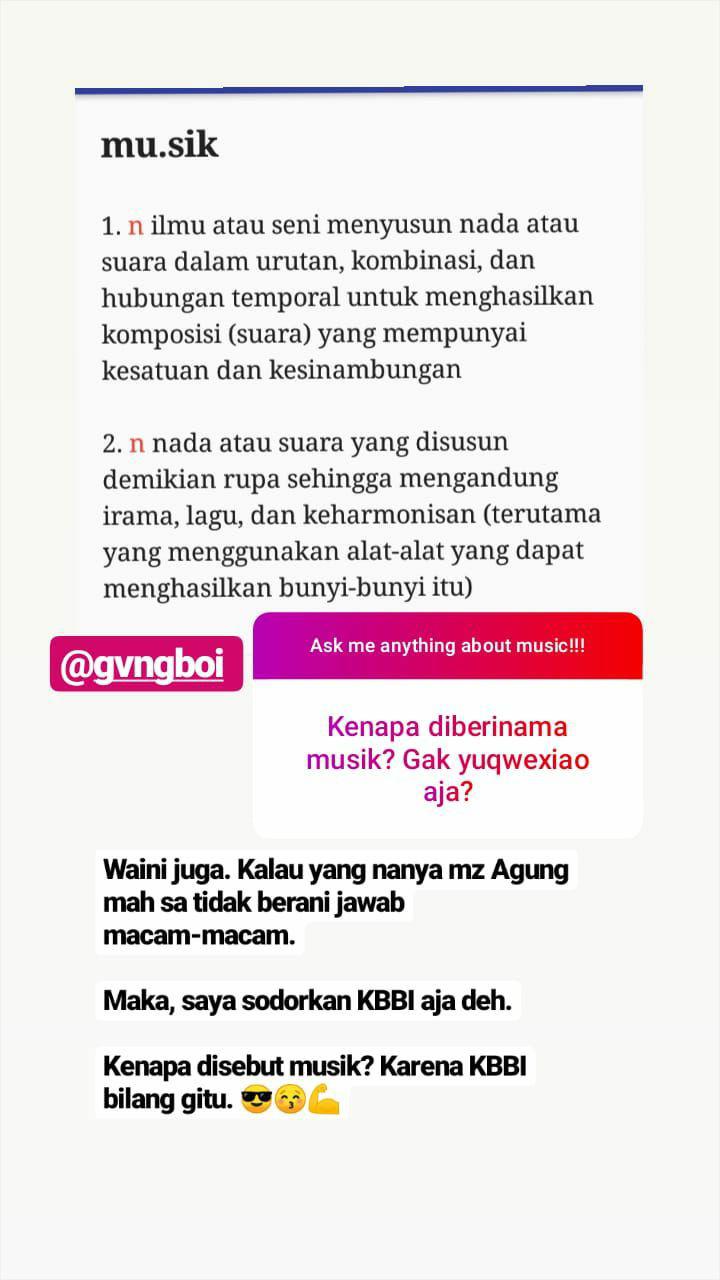 mu.sik
1. n ilmu atau seni menyusun nada atau
suara dalam urutan, kombinasi, dan
hubungan temporal untuk menghasilkan
komposisi (suara) yang mempunyai
kesatuan dan kesinambungan
2. n nada atau suara yang disusun
demikian rupa sehingga mengandung
irama, lagu, dan keharmonisan (terutama
yang menggunakan alat-alat yang dapat
menghasilkan bunyi-bunyi itu)
@gvngboi
Ask me anything about music!!!
Kenapa diberinama
musik? Gak yuqwexiao
aja?
Waini juga. Kalau yang nanya mz Agung
mah sa tidak berani jawab
macam-macam.
Maka, saya sodorkan KBBI aja deh.
Kenapa disebut musik? Karena KBBI
bilang gitu. 😎😚💪